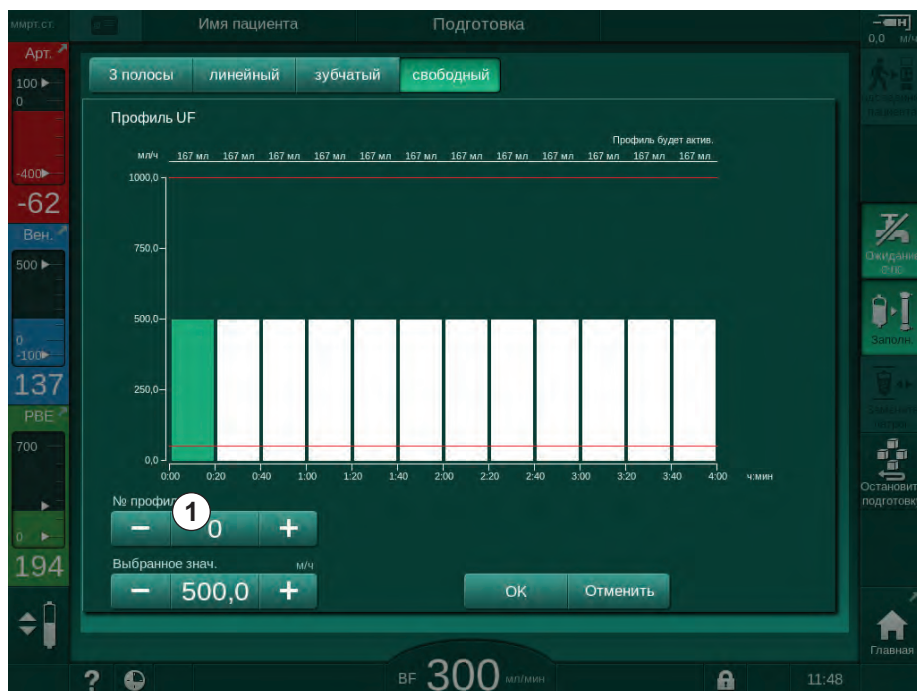 ммрт.ст.
Имя пациента
Подготовка
0,0 м/ч
Арт.
100
0
-400
-62
Вен.
500
0
-100
137
PBE
700
0
194
3 полосы
линейный
зубчатый
свободный
Профиль UF
Профиль будет актив.
мл/ч
167 мл 167 мл 167 мл 167 мл 167 мл 167 мл 167 мл 167 мл 167 мл 167 мл 167 мл 167 мл
1000,0
750,0
500,0
250,0
0,0
0:00 0:20 0:40 1:00 1:20 1:40 2:00 2:20 2:40 3:00 3:20 3:40 4:00 ч:мин
№ профил
1
− 0 +
Выбранное знач. м/ч
− 500,0 +
OK
Отменить
Ожидание
Заполн.
Остановит
подготовк
Главная
? BF 300 мл/мин
11:48